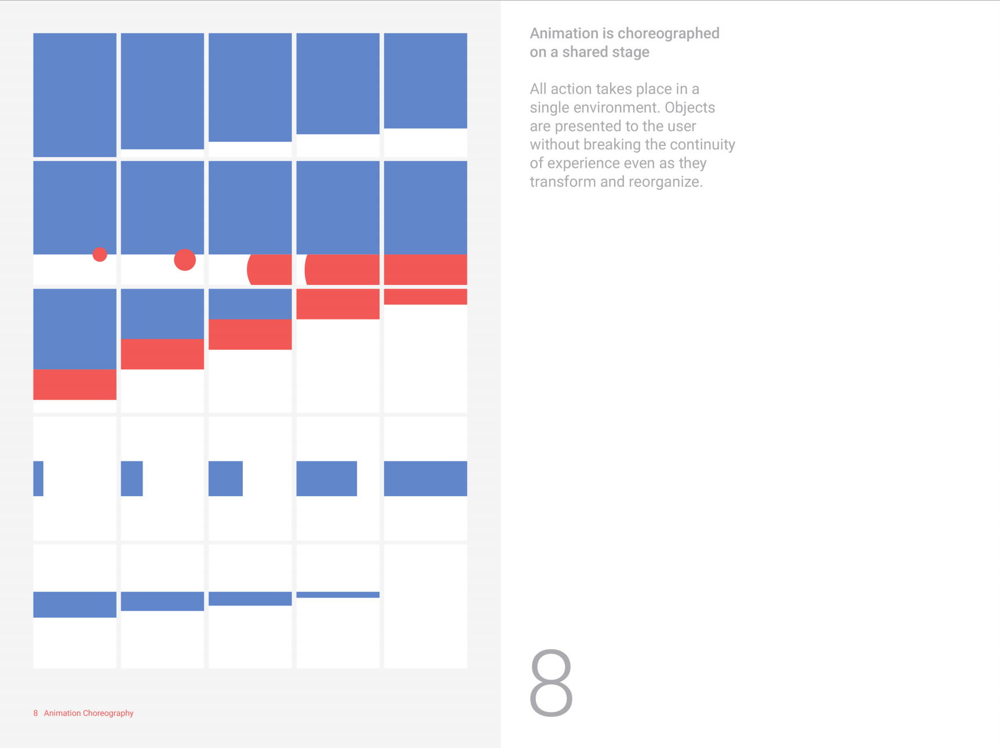 Animation is choreographed
on a shared stage
All action takes place in a
single environment. Objects
are presented to the user
without breaking the continuity
of experience even as they
transform and reorganize.
8
8 Animation Choreography